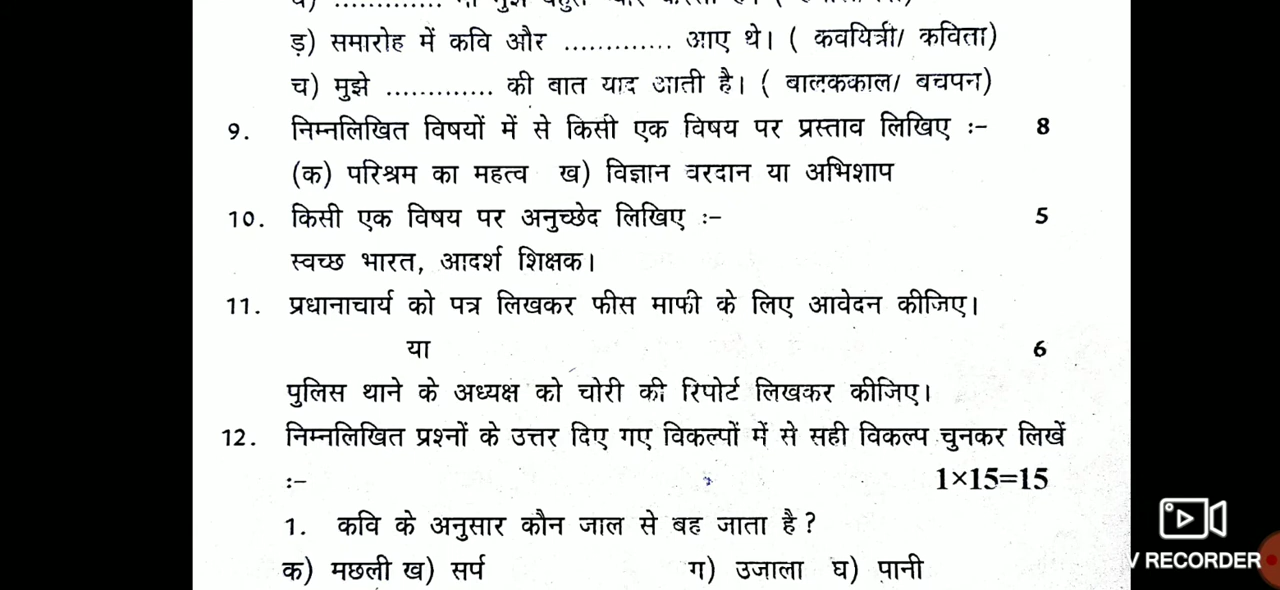 ड़) समारोह में कवि और ............. आए थे। ( कवयित्री/ कविता)
च) मुझे ............. की बात याद आती है। ( बालककाल/ बचपन)
9. निम्नलिखित विषयों में से किसी एक विषय पर प्रस्ताव लिखिए :- 8
(क) परिश्रम का महत्व ख) विज्ञान वरदान या अभिशाप
10. किसी एक विषय पर अनुच्छेद लिखिए :- 5
स्वच्छ भारत, आदर्श शिक्षक।
11. प्रधानाचार्य को पत्र लिखकर फीस माफी के लिए आवेदन कीजिए।
या 6
पुलिस थाने के अध्यक्ष को चोरी की रिपोर्ट लिखकर कीजिए।
12. निम्नलिखित प्रश्नों के उत्तर दिए गए विकल्पों में से सही विकल्प चुनकर लिखें
:- 1×15=15
1. कवि के अनुसार कौन जाल से बह जाता है ?
क) मछली ख) सर्प ग) उजाला घ) पानी
V RECORDER